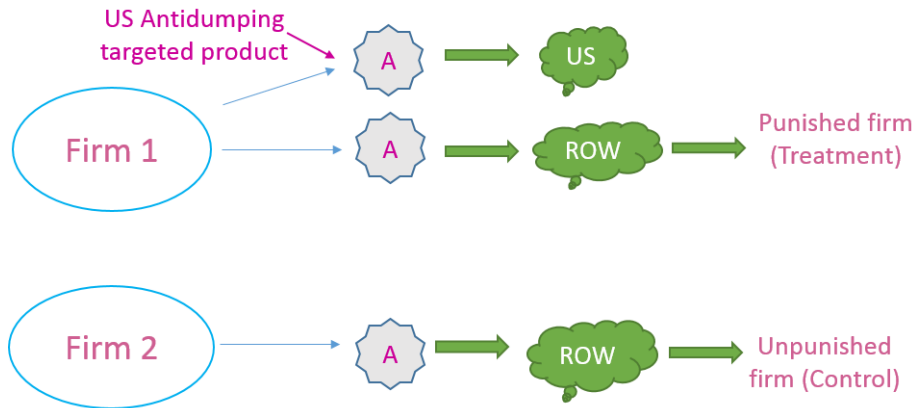 US Antidumping
targeted product
A
US
Firm 1
A
ROW
Punished firm
(Treatment)
Firm 2
A
ROW
Unpunished
firm (Control)